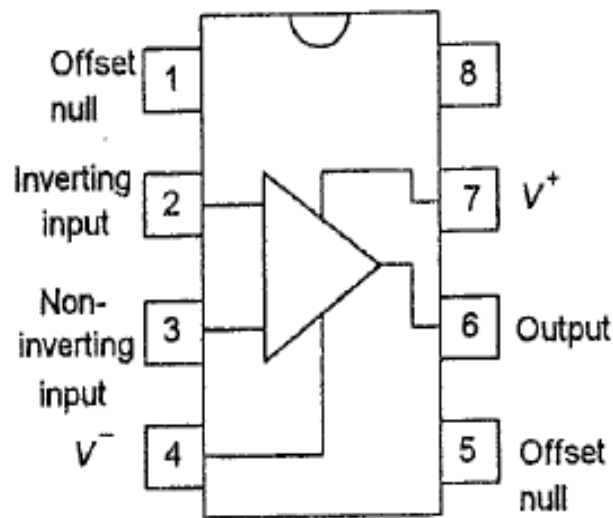 Offset
null
1
8
Inverting
input
2
7
V⁺
Non-
inverting
input
3
6
Output
V⁻
4
5
Offset
null